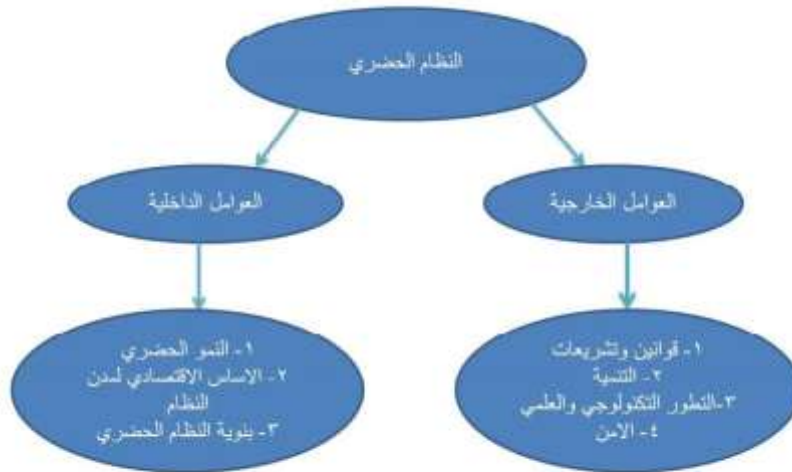 النظام الحضري
العوامل الخارجية
العوامل الداخلية
١- قوانين وتشريعات
٢- التنمية
٣-التطور التكنولوجي والعلمي
٤- الامن
١- النمو الحضري
٢- الاساس الاقتصادي لمدن
النظام
٣- بنوية النظام الحضري